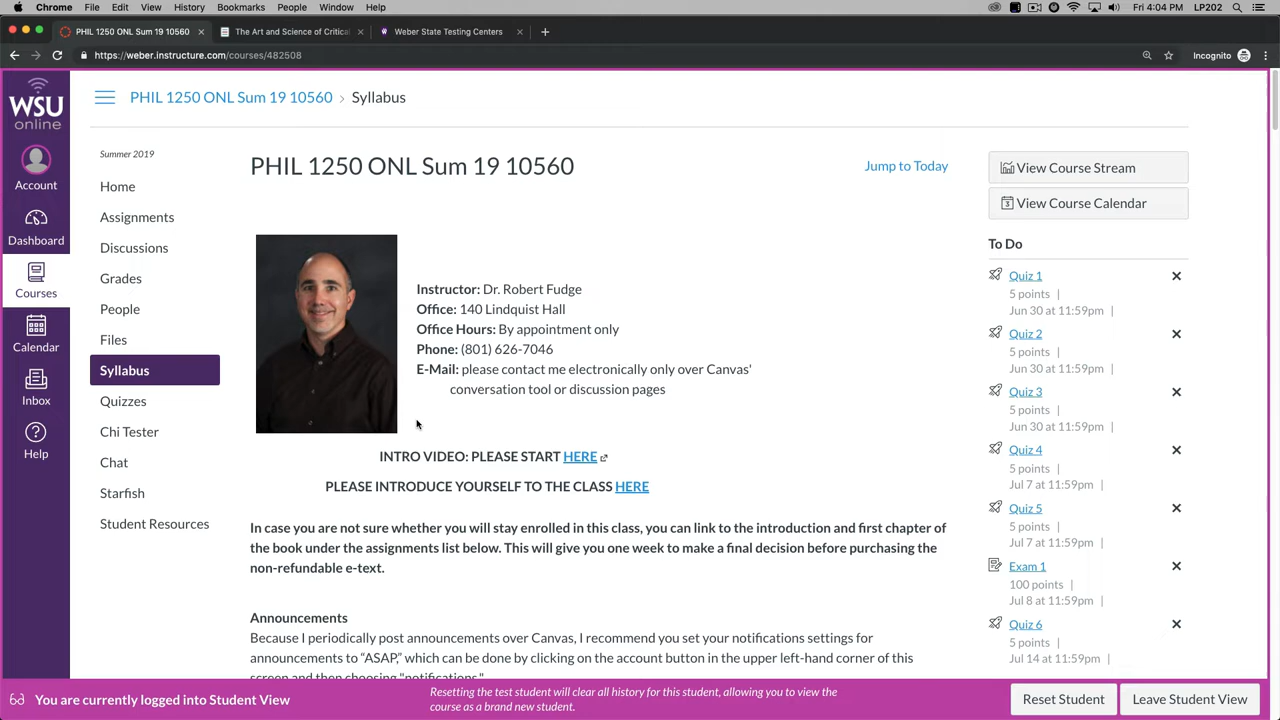 Chrome File Edit View History Bookmarks People Window Help Fri 4:04 PM LP202
PHIL 1250 ONL Sum 19 10560 The Art and Science of Critical Weber State Testing Centers
https://weber.instructure.com/courses/482508 Incognito
WSU
online
Account
Dashboard
Courses
Calendar
Inbox
Help
PHIL 1250 ONL Sum 19 10560 › Syllabus
Summer 2019
Home
Assignments
Discussions
Grades
People
Files
Syllabus
Quizzes
Chi Tester
Chat
Starfish
Student Resources
PHIL 1250 ONL Sum 19 10560
Jump to Today
Instructor: Dr. Robert Fudge
Office: 140 Lindquist Hall
Office Hours: By appointment only
Phone: (801) 626-7046
E-Mail: please contact me electronically only over Canvas'
conversation tool or discussion pages
INTRO VIDEO: PLEASE START HERE
PLEASE INTRODUCE YOURSELF TO THE CLASS HERE
In case you are not sure whether you will stay enrolled in this class, you can link to the introduction and first chapter of
the book under the assignments list below. This will give you one week to make a final decision before purchasing the
non-refundable e-text.
Announcements
Because I periodically post announcements over Canvas, I recommend you set your notifications settings for
announcements to “ASAP,” which can be done by clicking on the account button in the upper left-hand corner of this
screen and then choosing "notifications."
View Course Stream
View Course Calendar
To Do
Quiz 1
5 points |
Jun 30 at 11:59pm |
Quiz 2
5 points |
Jun 30 at 11:59pm |
Quiz 3
5 points |
Jun 30 at 11:59pm |
Quiz 4
5 points |
Jul 7 at 11:59pm |
Quiz 5
5 points |
Jul 7 at 11:59pm |
Exam 1
100 points |
Jul 8 at 11:59pm |
Quiz 6
5 points |
Jul 14 at 11:59pm |
You are currently logged into Student View
Resetting the test student will clear all history for this student, allowing you to view the
course as a brand new student.
Reset Student
Leave Student View